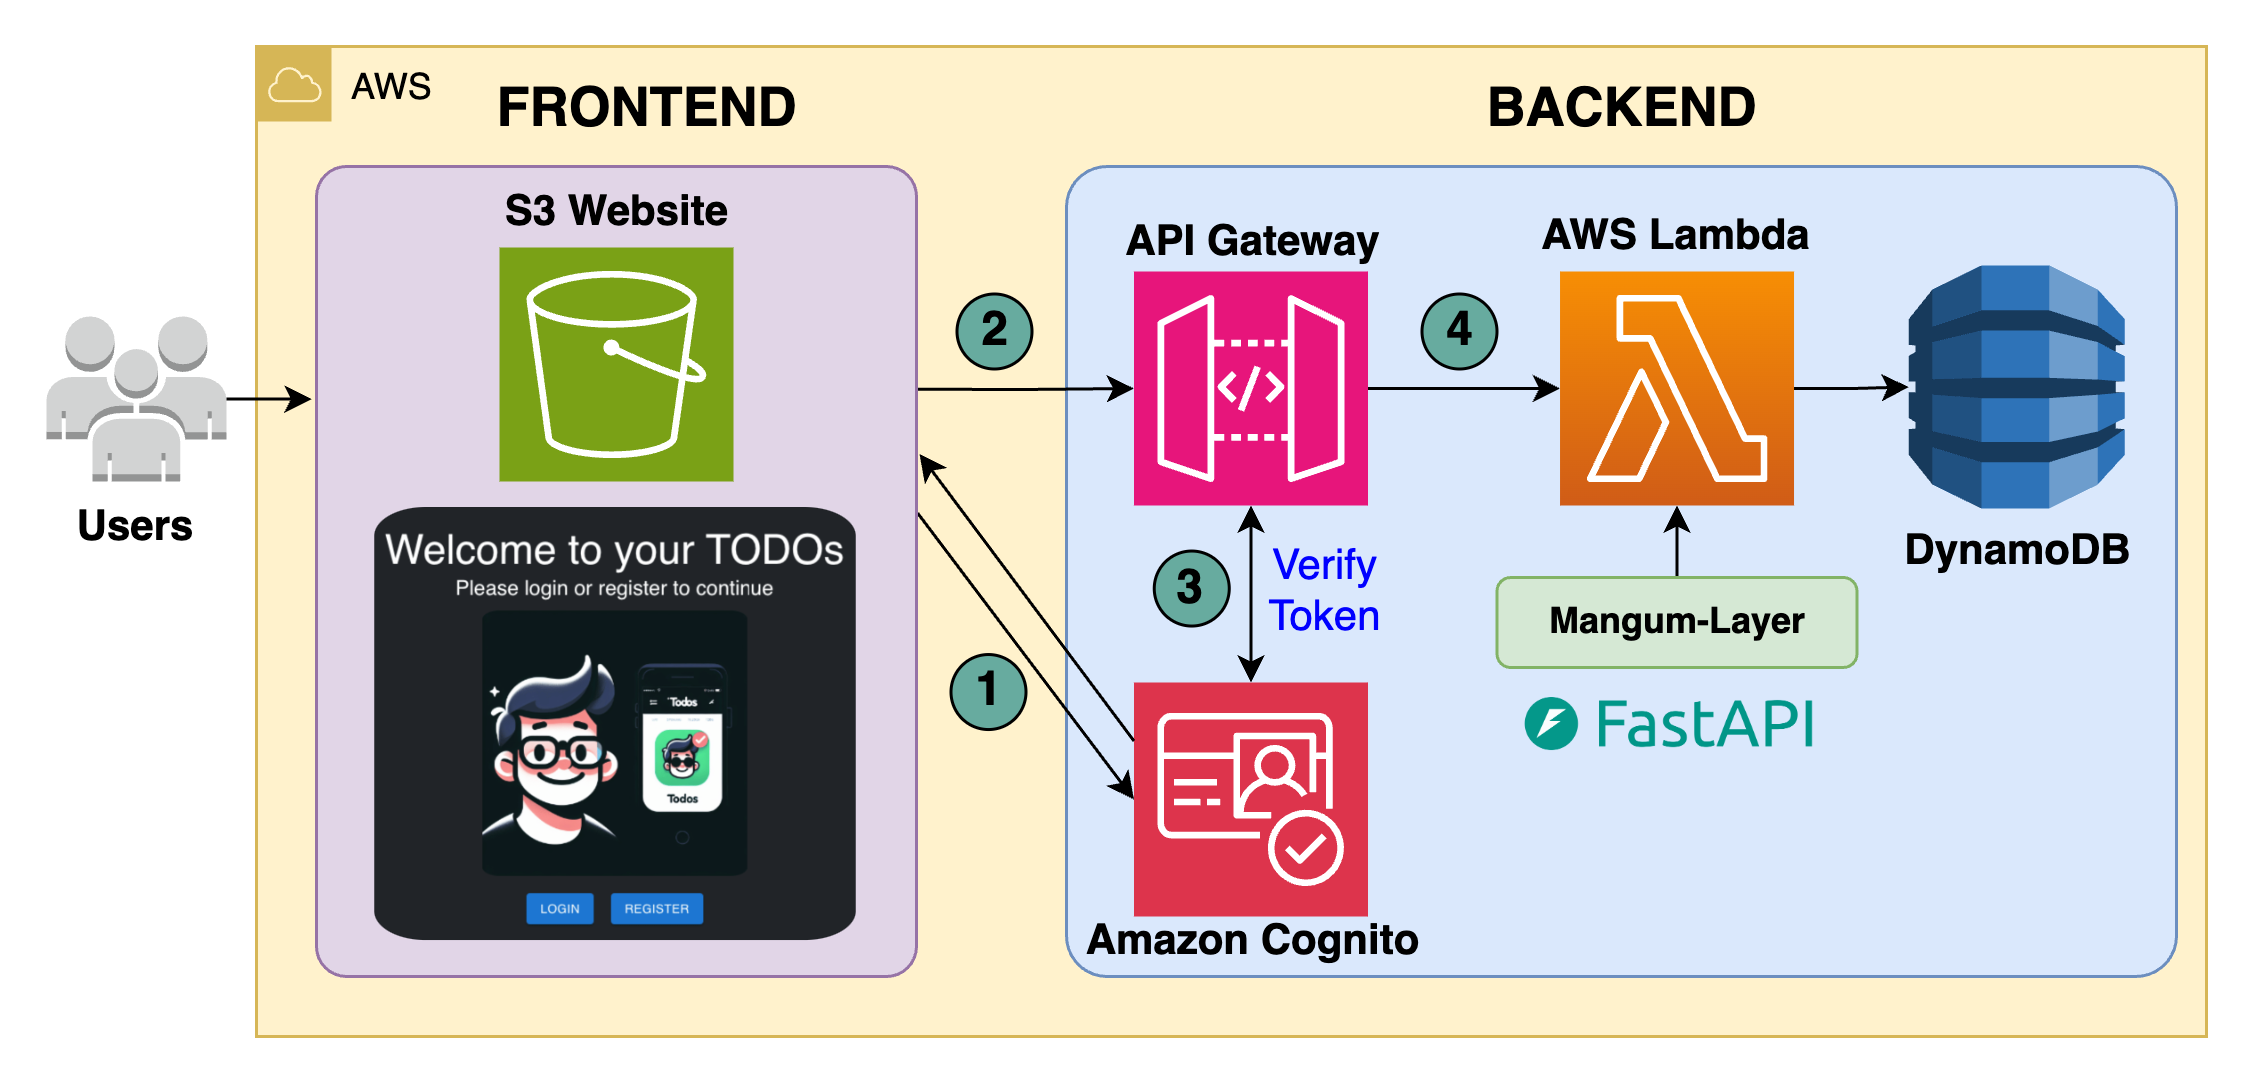 AWS
FRONTEND
BACKEND
S3 Website
API Gateway
AWS Lambda
2
4
Users
Welcome to your TODOs
Please login or register to continue
Todos
Todos
LOGIN
REGISTER
1
3
Verify
Token
Amazon Cognito
Mangum-Layer
FastAPI
DynamoDB